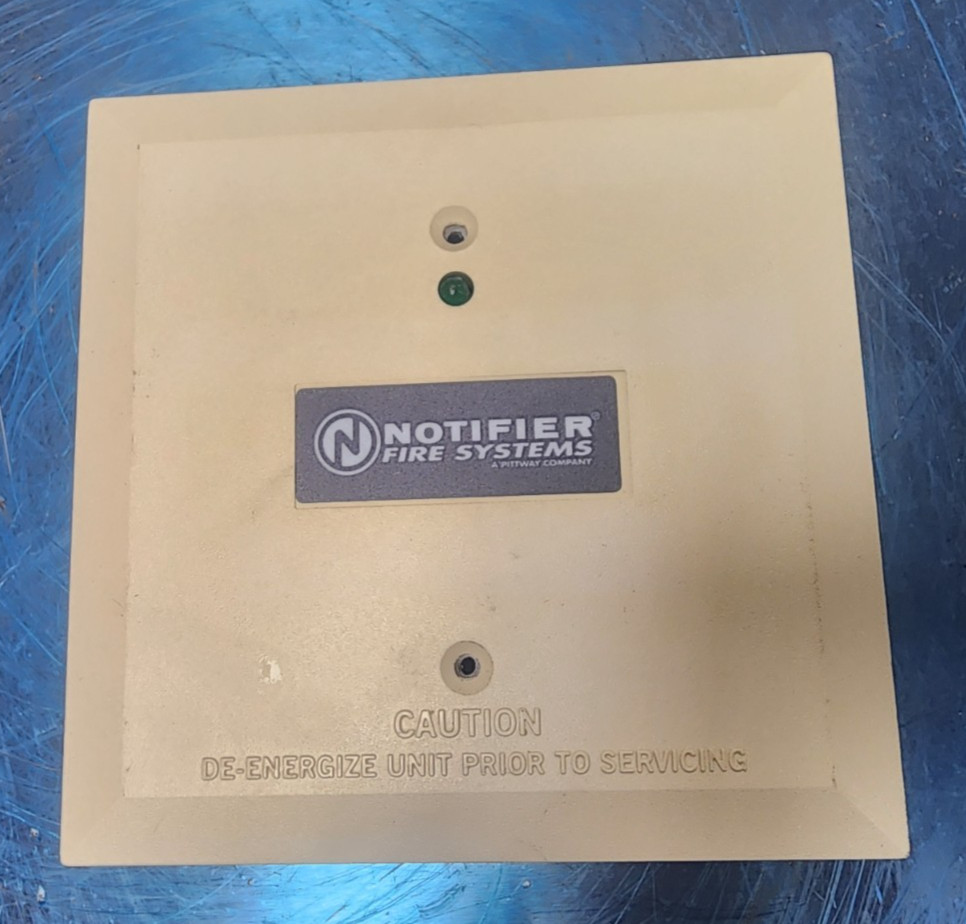 N NOTIFIER®
FIRE SYSTEMS
A PITTWAY COMPANY
CAUTION
DE-ENERGIZE UNIT PRIOR TO SERVICING